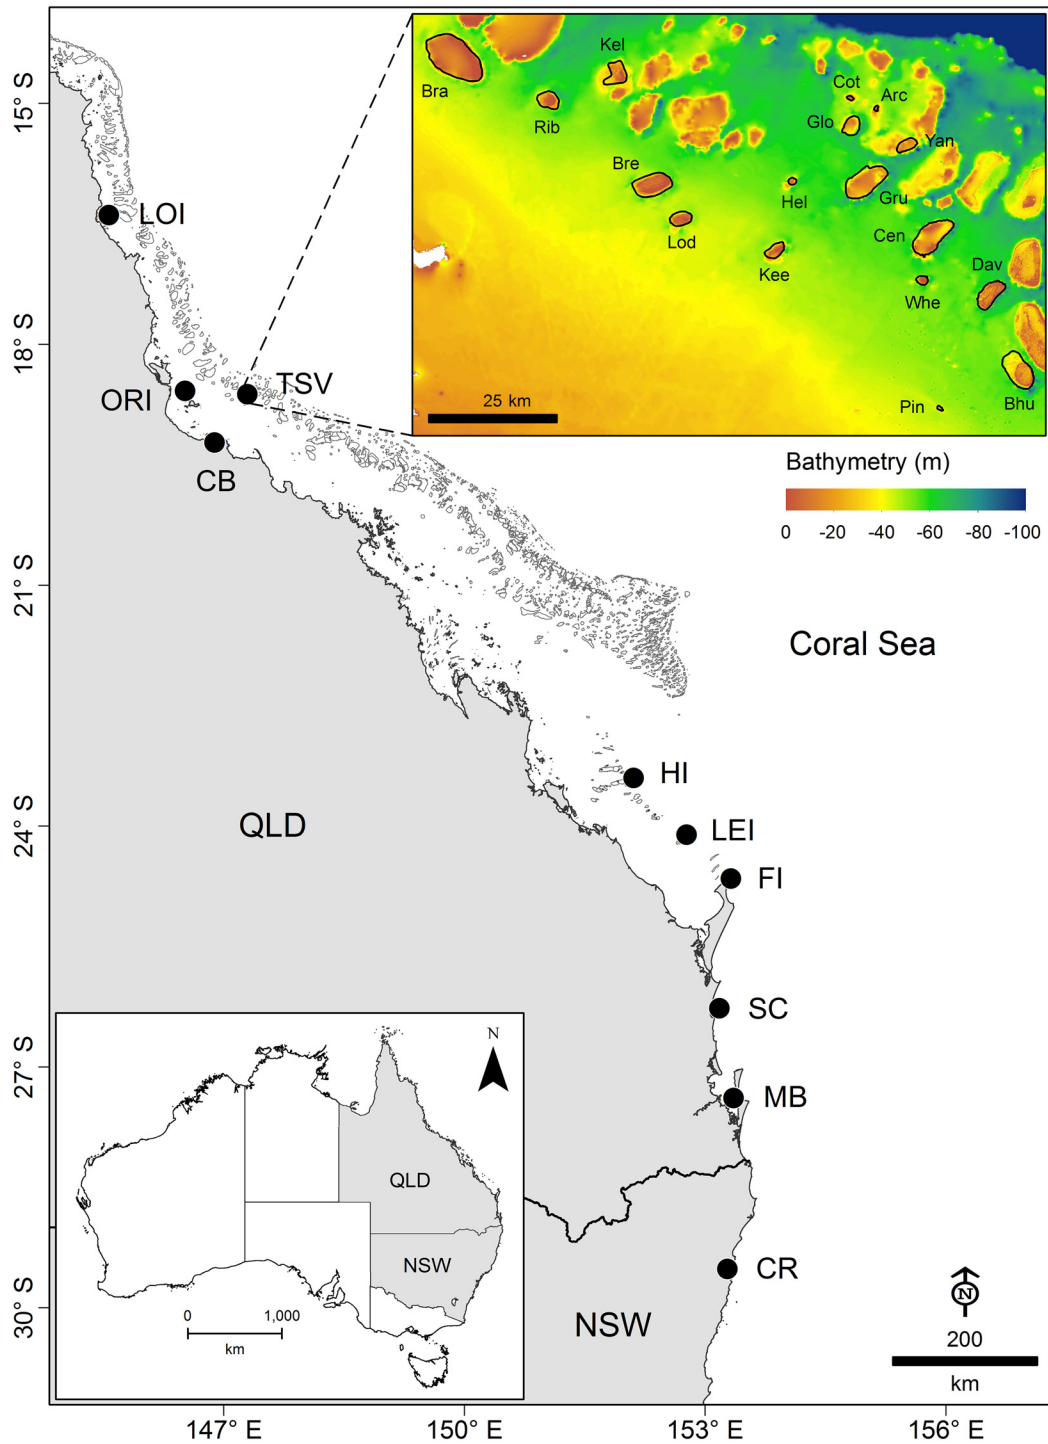 Bra
Kel
Rib
Cot
Arc
Glo
Yan
Bre
Hel
Gru
Lod
Cen
Kee
Dav
Whe
Pin
Bhu
25 km
Bathymetry (m)
0 -20 -40 -60 -80 -100
15° S
18° S
21° S
24° S
27° S
30° S
LOI
TSV
ORI
CB
Coral Sea
HI
QLD
LEI
FI
SC
MB
CR
NSW
N
QLD
NSW
0 1,000
km
N
200
km
147° E 150° E 153° E 156° E